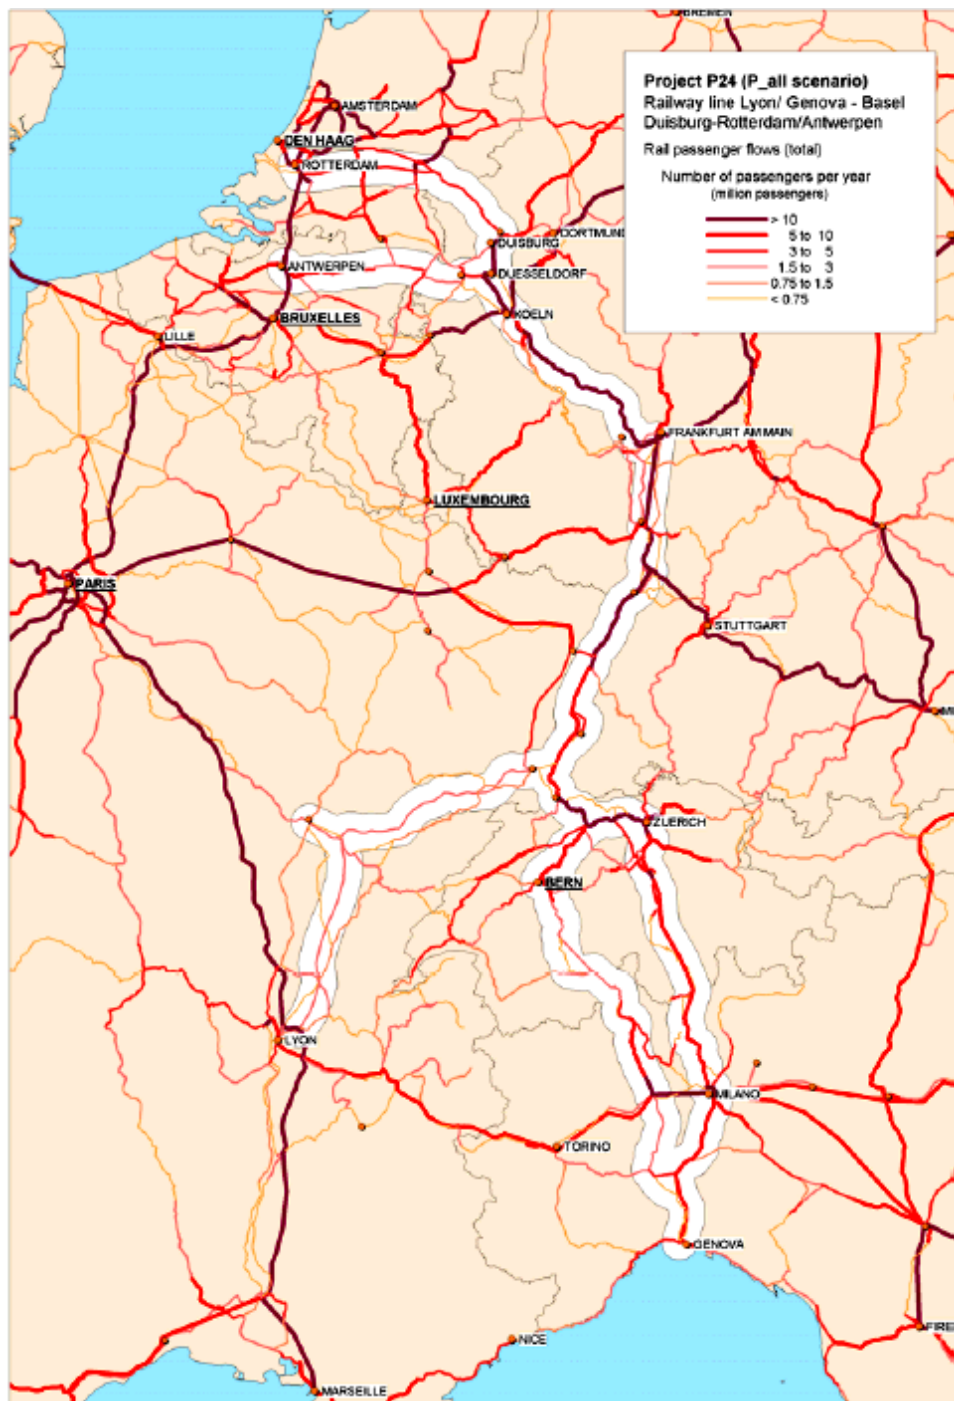 BREMEN
Project P24 (P_all scenario)
Railway line Lyon/ Genova - Basel
Duisburg-Rotterdam/Antwerpen
Rail passenger flows (total)
Number of passengers per year
(million passengers)
> 10
5 to 10
3 to 5
1.5 to 3
0.75 to 1.5
< 0.75
AMSTERDAM
DEN HAAG
ROTTERDAM
DORTMUND
DUISBURG
ANTWERPEN
DUESSELDORF
KOELN
BRUXELLES
LILLE
FRANKFURT AM MAIN
LUXEMBOURG
PARIS
STUTTGART
ZUERICH
BERN
LYON
MILANO
TORINO
GENOVA
FIRE
NICE
MARSEILLE